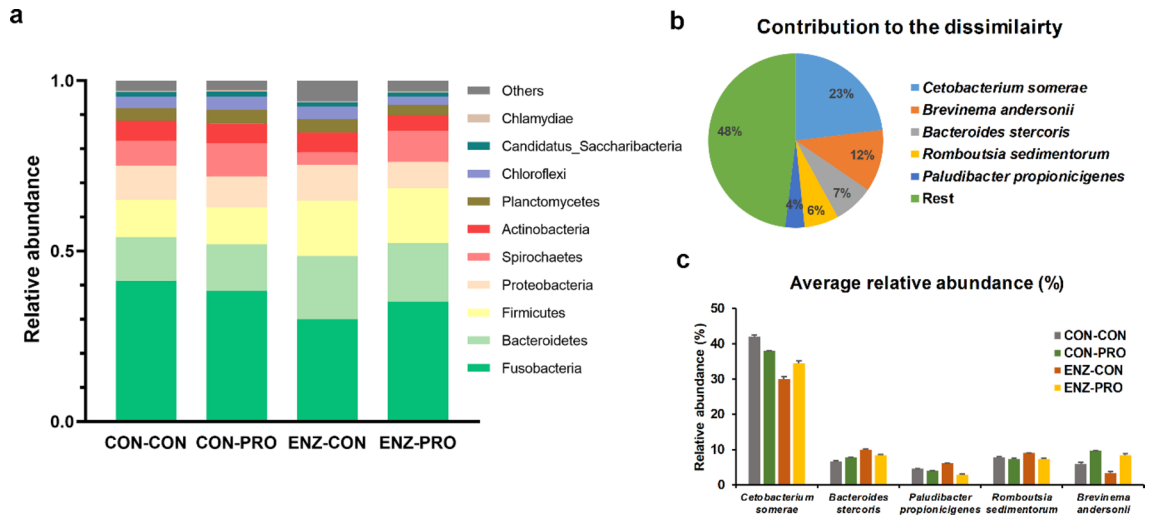 a
Relative abundance
1.0
0.5
0.0
CON-CON
CON-PRO
ENZ-CON
ENZ-PRO
Others
Chlamydiae
Candidatus_Saccharibacteria
Chloroflexi
Planctomycetes
Actinobacteria
Spirochaetes
Proteobacteria
Firmicutes
Bacteroidetes
Fusobacteria
b
Contribution to the dissimilairty
23%
12%
7%
6%
4%
48%
Cetobacterium somerae
Brevinema andersonii
Bacteroides stercoris
Romboutsia sedimentorum
Paludibacter propionicigenes
Rest
c
Average relative abundance (%)
Relative abundance (%)
50
40
30
20
10
0
CON-CON
CON-PRO
ENZ-CON
ENZ-PRO
Cetobacterium
somerae
Bacteroides
stercoris
Paludibacter
propionicigenes
Romboutsia
sedimentorum
Brevinema
andersonii